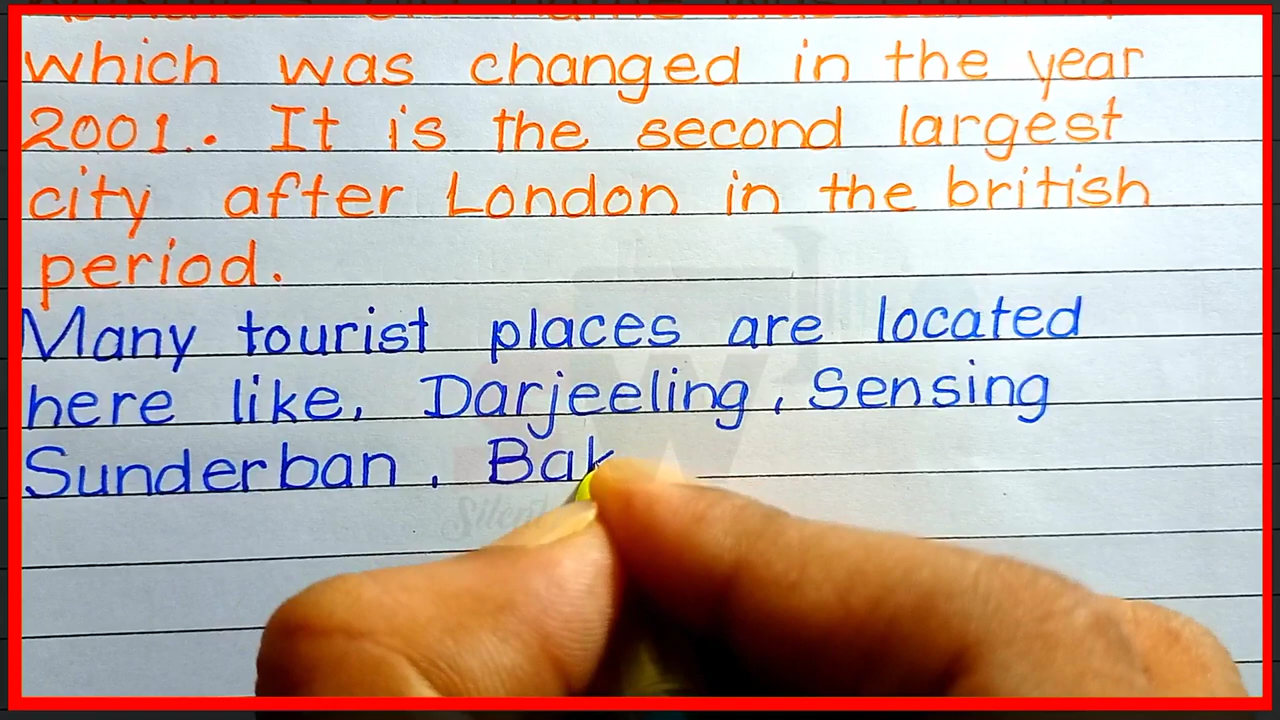 which was changed in the year
2001.. It is the second largest
city after London in the british
period.
Many tourist places are located
here like, Darjeeling, Sensing
Sunderban, Bak